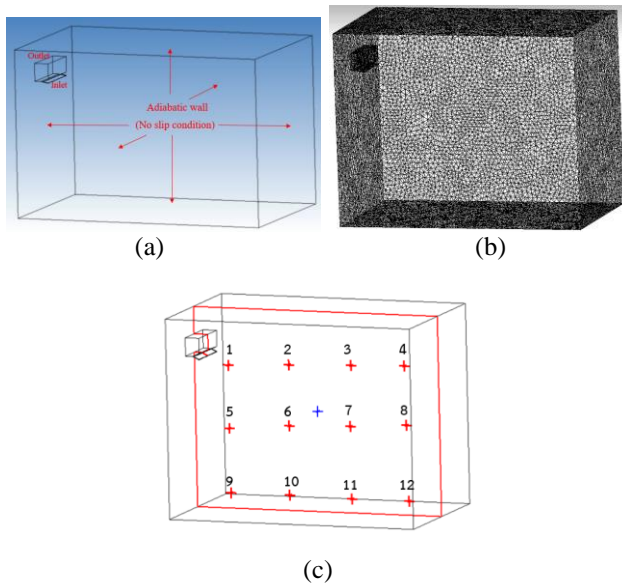 Outlet
Inlet
Adiabatic wall
(No slip condition)
(a)
(b)
1 2 3 4
5 6 7 8
9 10 11 12
(c)